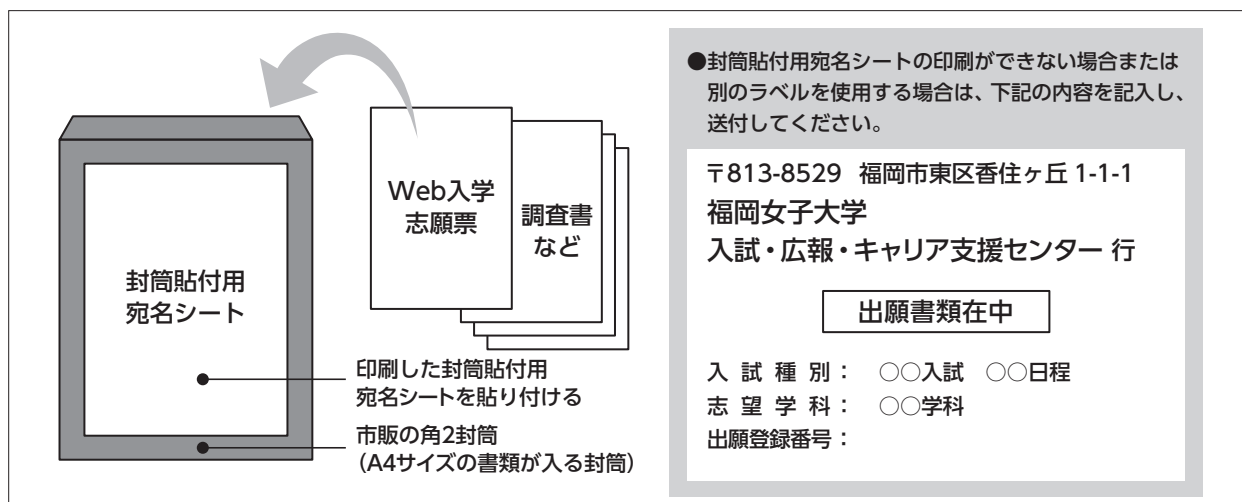 封筒貼付用
宛名シート
Web入学
志願票
調査書
など
印刷した封筒貼付用
宛名シートを貼り付ける
市販の角2封筒
（A4サイズの書類が入る封筒）
●封筒貼付用宛名シートの印刷ができない場合または
別のラベルを使用する場合は、下記の内容を記入し、
送付してください。
〒813-8529 福岡市東区香住ヶ丘 1-1-1
福岡女子大学
入試・広報・キャリア支援センター 行
出願書類在中
入試種別： ○○入試 ○○日程
志望学科： ○○学科
出願登録番号：